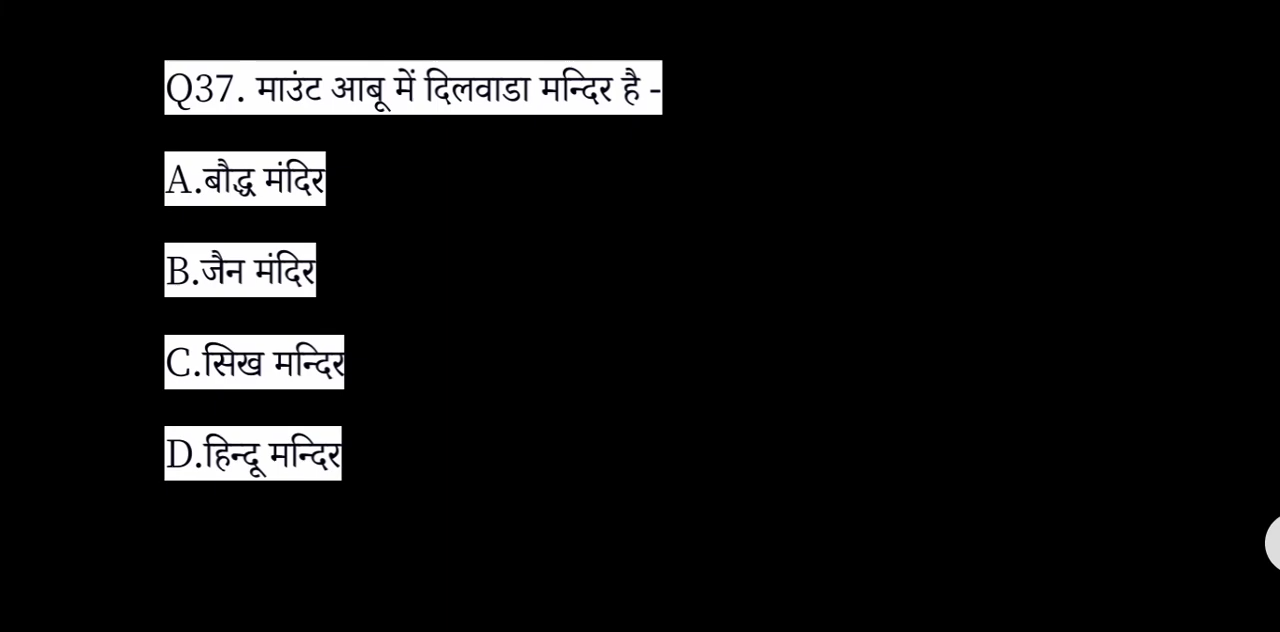 Q37. माउंट आबू में दिलवाडा मन्दिर है -
A.बौद्ध मंदिर
B.जैन मंदिर
C.सिख मन्दिर
D.हिन्दू मन्दिर